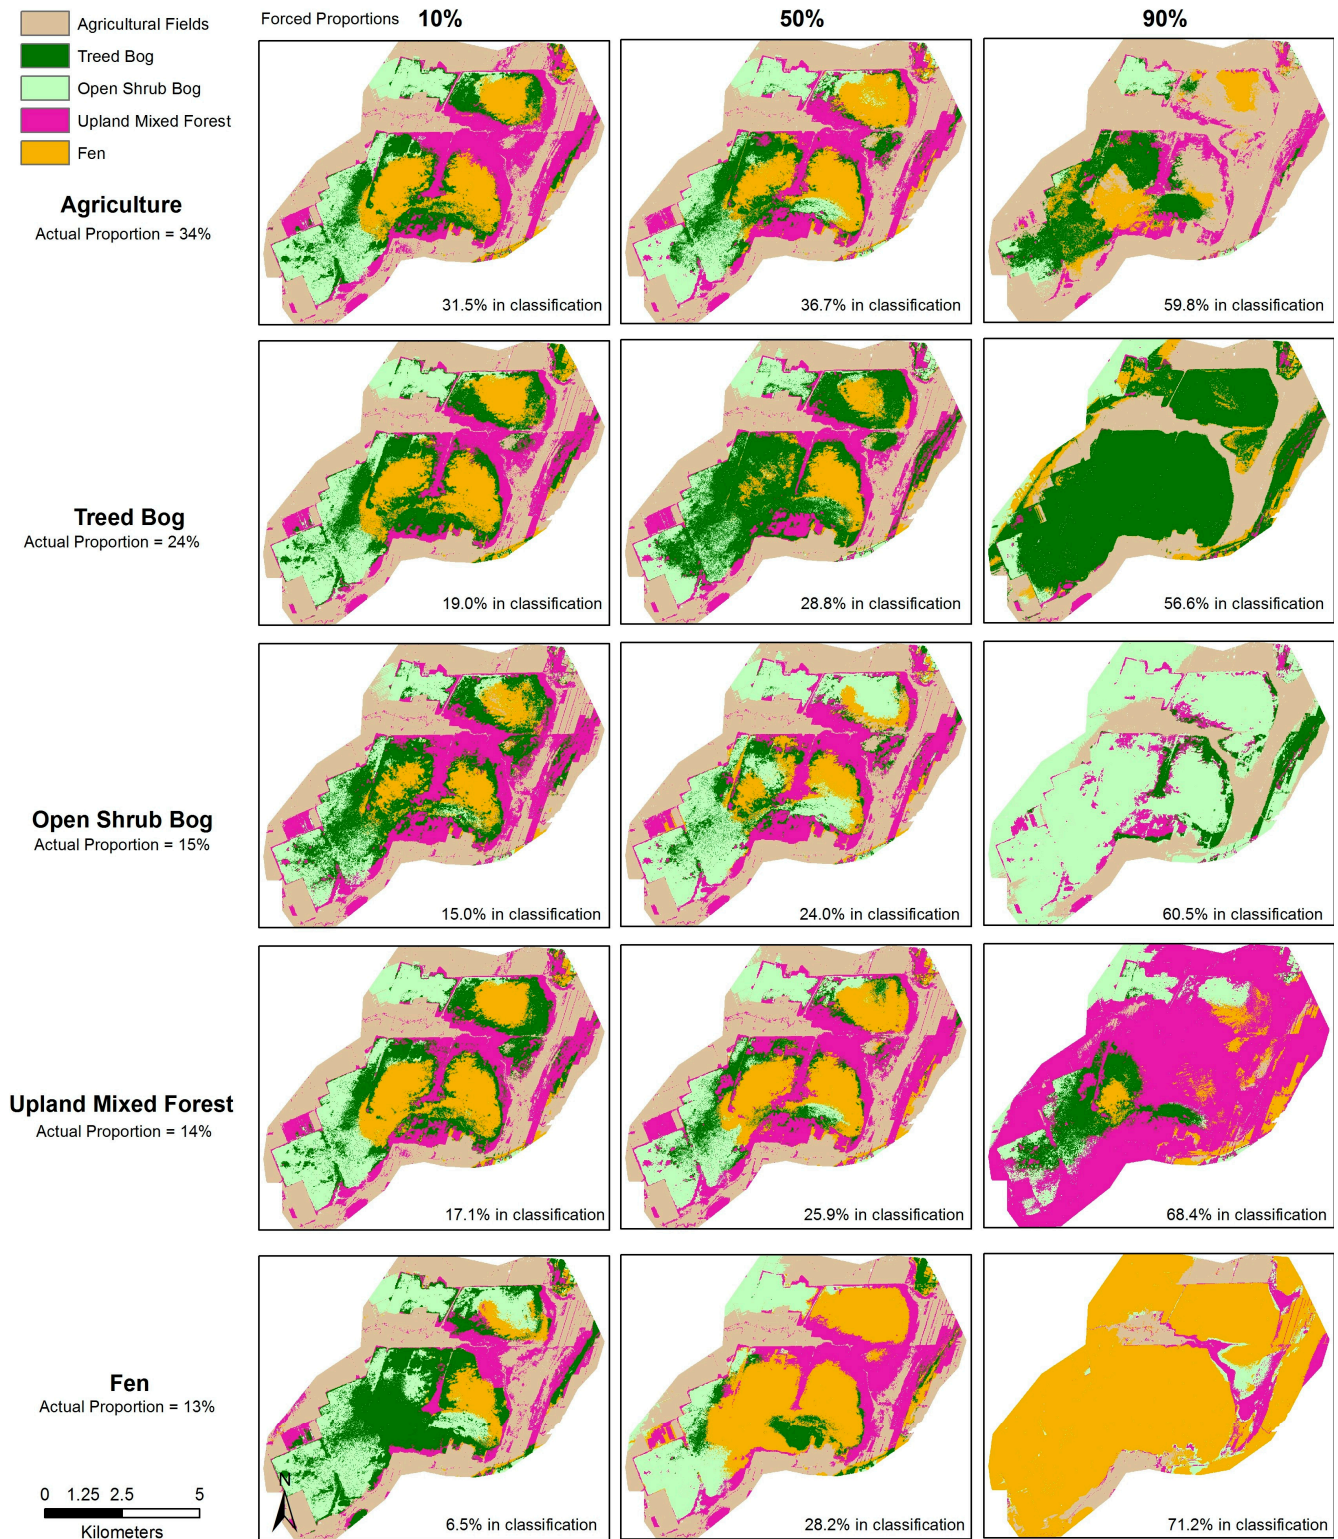 Agricultural Fields
Treed Bog
Open Shrub Bog
Upland Mixed Forest
Fen
Forced Proportions 10% 50% 90%
Agriculture
Actual Proportion = 34%
31.5% in classification
36.7% in classification
59.8% in classification
Treed Bog
Actual Proportion = 24%
19.0% in classification
28.8% in classification
56.6% in classification
Open Shrub Bog
Actual Proportion = 15%
15.0% in classification
24.0% in classification
60.5% in classification
Upland Mixed Forest
Actual Proportion = 14%
17.1% in classification
25.9% in classification
68.4% in classification
Fen
Actual Proportion = 13%
6.5% in classification
28.2% in classification
71.2% in classification
N
0 1.25 2.5 5
Kilometers